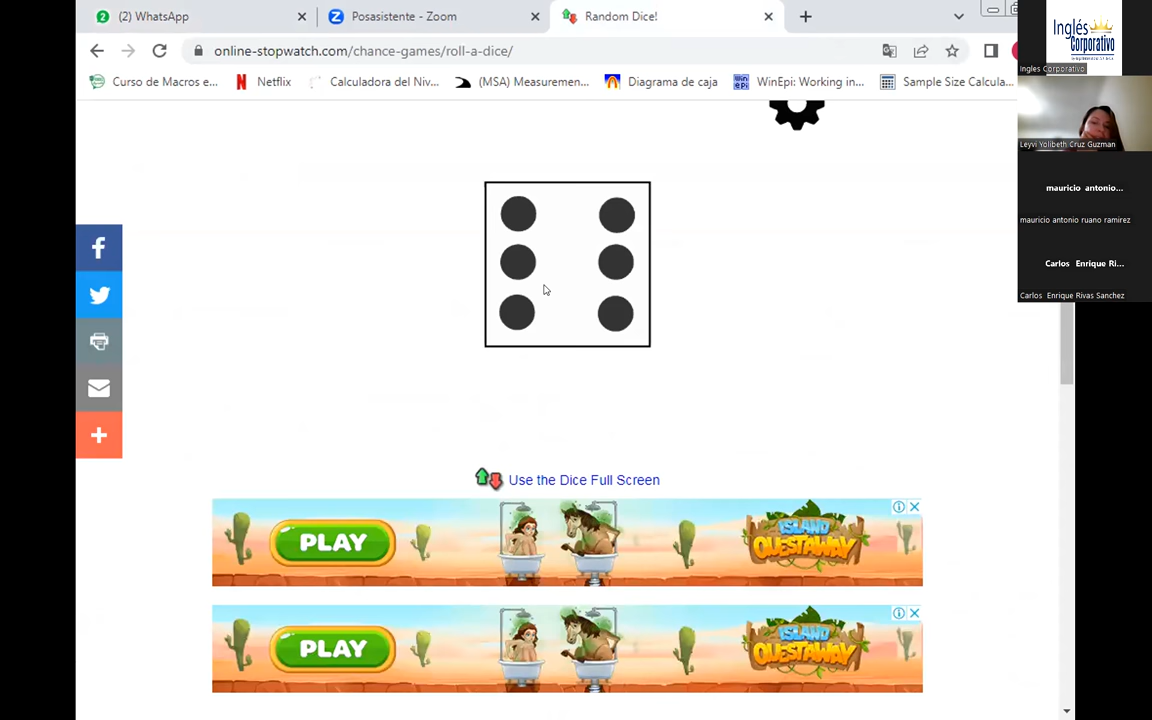 (2) WhatsApp
Posasistente - Zoom
Random Dice!
online-stopwatch.com/chance-games/roll-a-dice/
Curso de Macros e...
Netflix
Calculadora del Niv...
(MSA) Measuremen...
Diagrama de caja
WinEpi: Working in...
Sample Size Calcula...
Inglés
Corporativo
Ingles Corporativo
Leyvi Yolibeth Cruz Guzman
mauricio antonio...
mauricio antonio ruano ramirez
Carlos Enrique Ri...
Carlos Enrique Rivas Sanchez
Use the Dice Full Screen
PLAY
ISLAND
QUESTAWAY
PLAY
ISLAND
QUESTAWAY